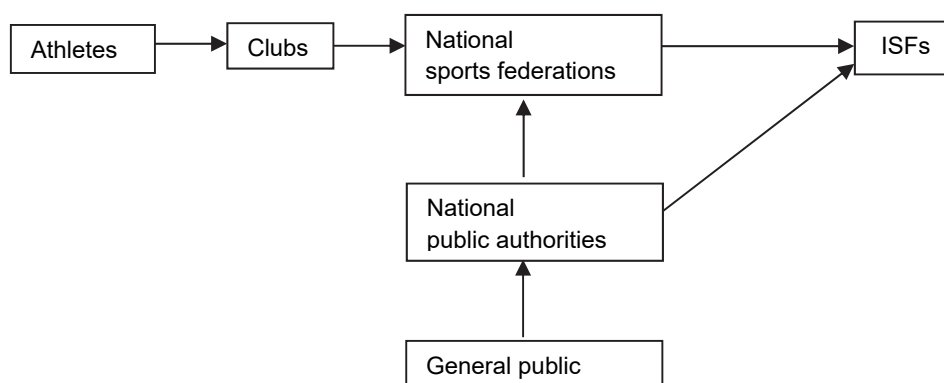 Athletes
Clubs
National
sports federations
ISFs
National
public authorities
General public